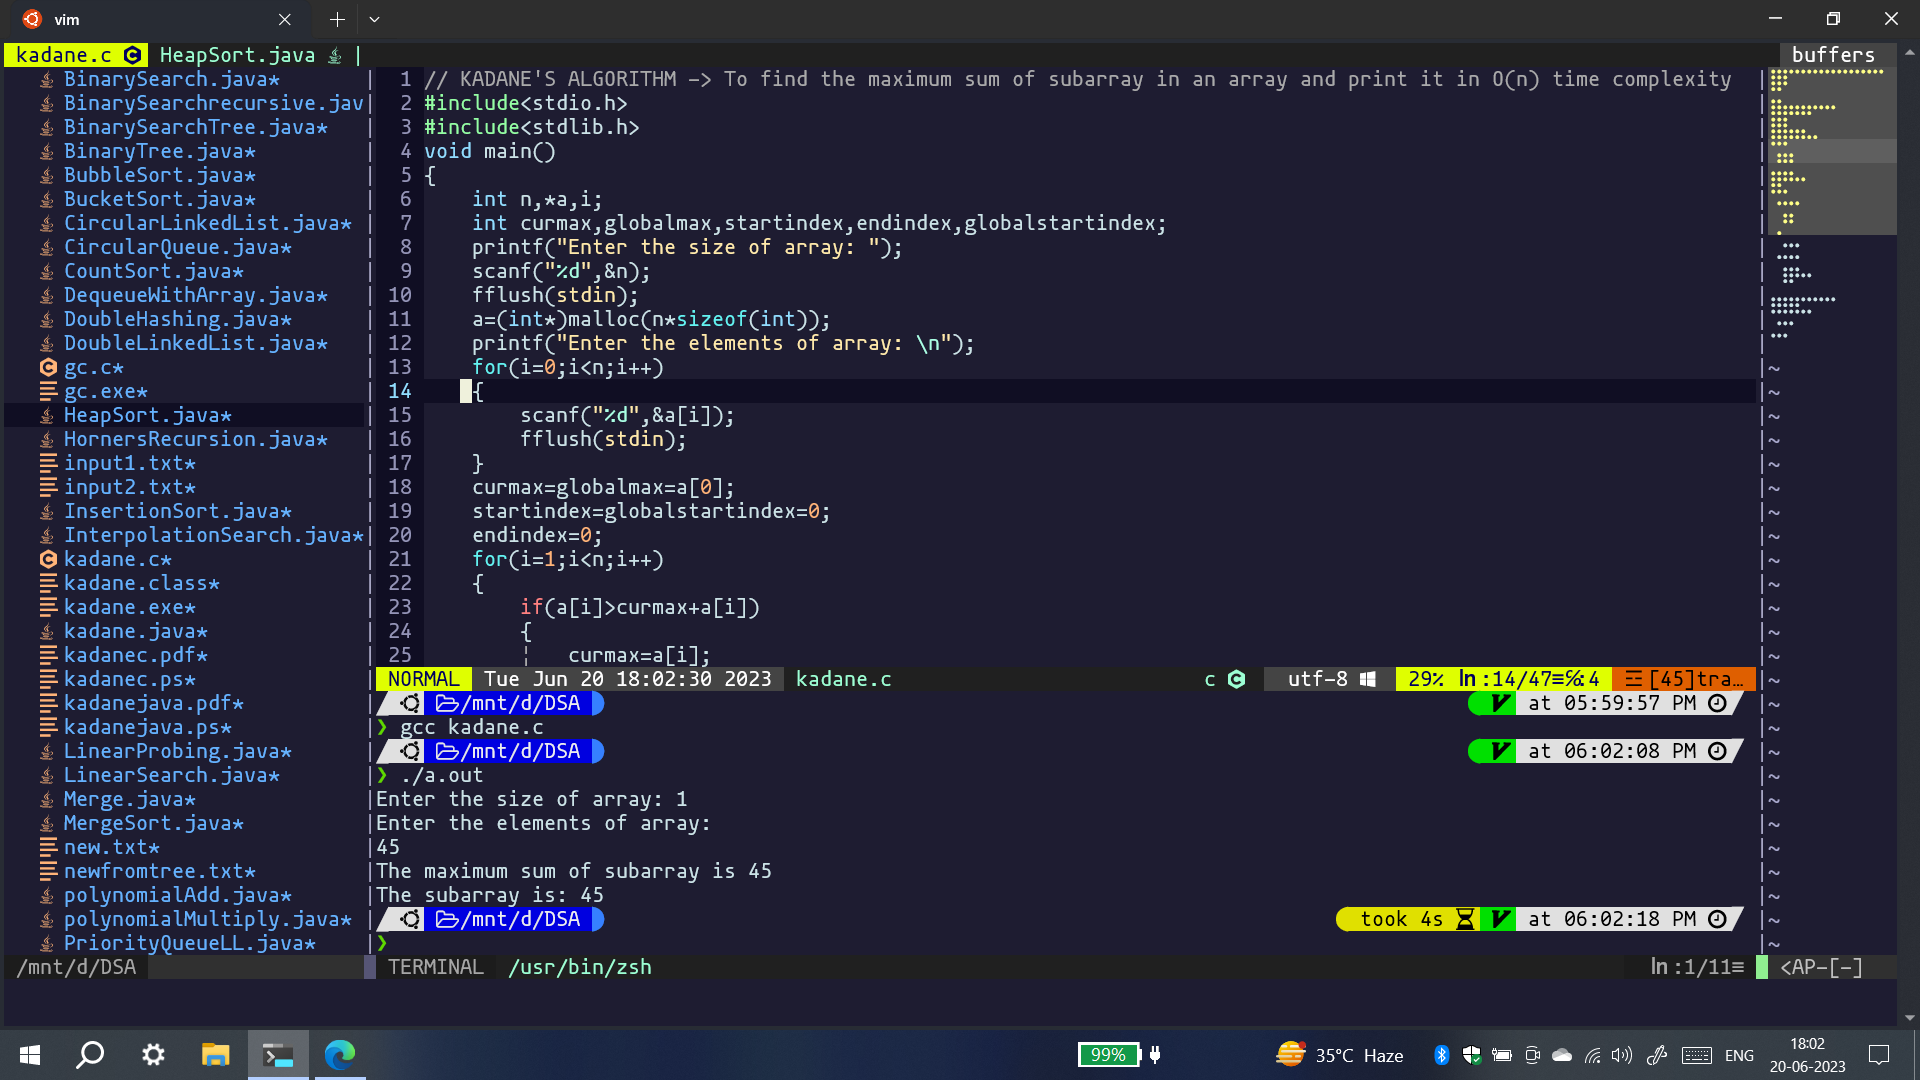 vim
kadane.c HeapSort.java |
buffers
BinarySearch.java*
BinarySearchrecursive.jav
BinarySearchTree.java*
BinaryTree.java*
BubbleSort.java*
BucketSort.java*
CircularLinkedList.java*
CircularQueue.java*
CountSort.java*
DequeueWithArray.java*
DoubleHashing.java*
DoubleLinkedList.java*
gc.c*
gc.exe*
HeapSort.java*
HornersRecursion.java*
input1.txt*
input2.txt*
InsertionSort.java*
InterpolationSearch.java*
kadane.c*
kadane.class*
kadane.exe*
kadane.java*
kadanec.pdf*
kadanec.ps*
kadanejava.pdf*
kadanejava.ps*
LinearProbing.java*
LinearSearch.java*
Merge.java*
MergeSort.java*
new.txt*
newfromtree.txt*
polynomialAdd.java*
polynomialMultiply.java*
PriorityQueueLL.java*
/mnt/d/DSA
1 // KADANE'S ALGORITHM -> To find the maximum sum of subarray in an array and print it in O(n) time complexity
2 #include<stdio.h>
3 #include<stdlib.h>
4 void main()
5 {
6 int n,*a,i;
7 int curmax,globalmax,startindex,endindex,globalstartindex;
8 printf("Enter the size of array: ");
9 scanf("%d",&n);
10 fflush(stdin);
11 a=(int*)malloc(n*sizeof(int));
12 printf("Enter the elements of array: \n");
13 for(i=0;i<n;i++)
14 {
15 scanf("%d",&a[i]);
16 fflush(stdin);
17 }
18 curmax=globalmax=a[0];
19 startindex=globalstartindex=0;
20 endindex=0;
21 for(i=1;i<n;i++)
22 {
23 if(a[i]>curmax+a[i])
24 {
25 ¦ curmax=a[i];
NORMAL Tue Jun 20 18:02:30 2023 kadane.c c utf-8 29% ln:14/47≡℅:4 ☲[45]tra…
/mnt/d/DSA at 05:59:57 PM
❯ gcc kadane.c
/mnt/d/DSA at 06:02:08 PM
❯ ./a.out
Enter the size of array: 1
Enter the elements of array:
45
The maximum sum of subarray is 45
The subarray is: 45
/mnt/d/DSA took 4s at 06:02:18 PM
❯
TERMINAL /usr/bin/zsh ln:1/11≡ <AP-[-]
99% 35°C Haze ENG 18:02
20-06-2023